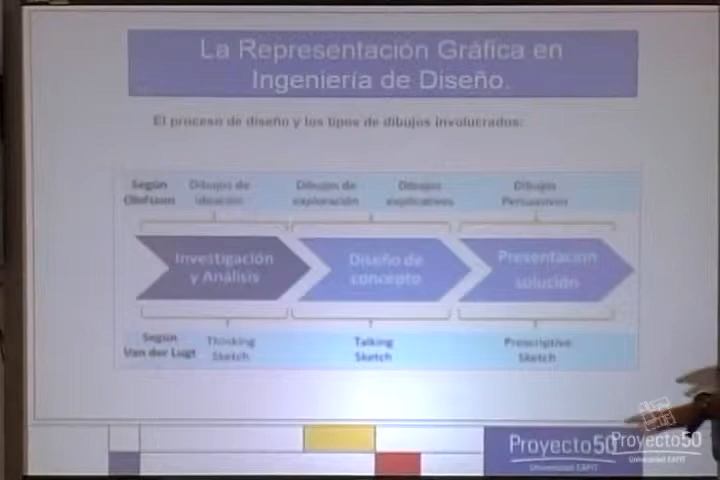 La Representación Gráfica en
Ingeniería de Diseño.
El proceso de diseño y los tipos de dibujos involucrados:
Según
Olofsson
Dibujos de
ideación
Dibujos de
exploración
Dibujos
explicativos
Dibujos
Persuasivos
Investigación
y Análisis
Diseño de
concepto
Presentación
solución
Según
Van der Lugt
Thinking
Sketch
Talking
Sketch
Prescriptive
Sketch
Proyecto50
Universidad EAFIT
Proyecto50
Universidad EAFIT